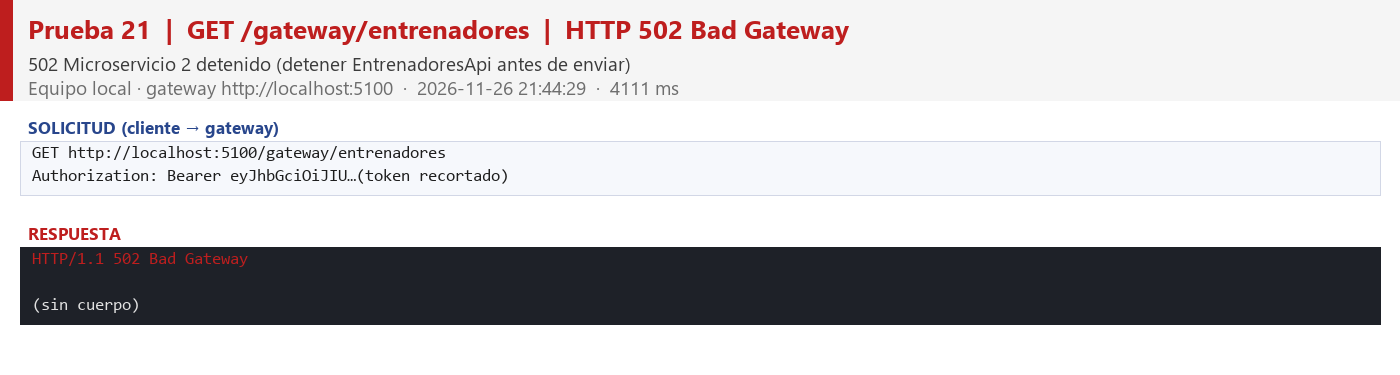 Prueba 21 | GET /gateway/entrenadores | HTTP 502 Bad Gateway
502 Microservicio 2 detenido (detener EntrenadoresApi antes de enviar)
Equipo local · gateway http://localhost:5100 · 2026-11-26 21:44:29 · 4111 ms
SOLICITUD (cliente → gateway)
GET http://localhost:5100/gateway/entrenadores
Authorization: Bearer eyJhbGciOiJIU…(token recortado)
RESPUESTA
HTTP/1.1 502 Bad Gateway
(sin cuerpo)